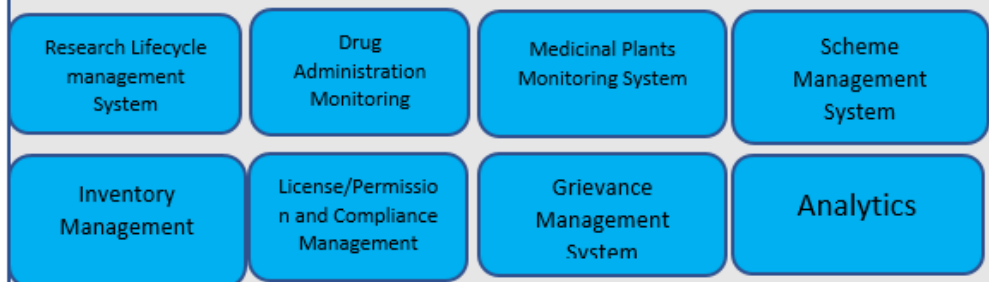 Research Lifecycle
management
System
Drug
Administration
Monitoring
Medicinal Plants
Monitoring System
Scheme
Management
System
Inventory
Management
License/Permissio
n and Compliance
Management
Grievance
Management
System
Analytics